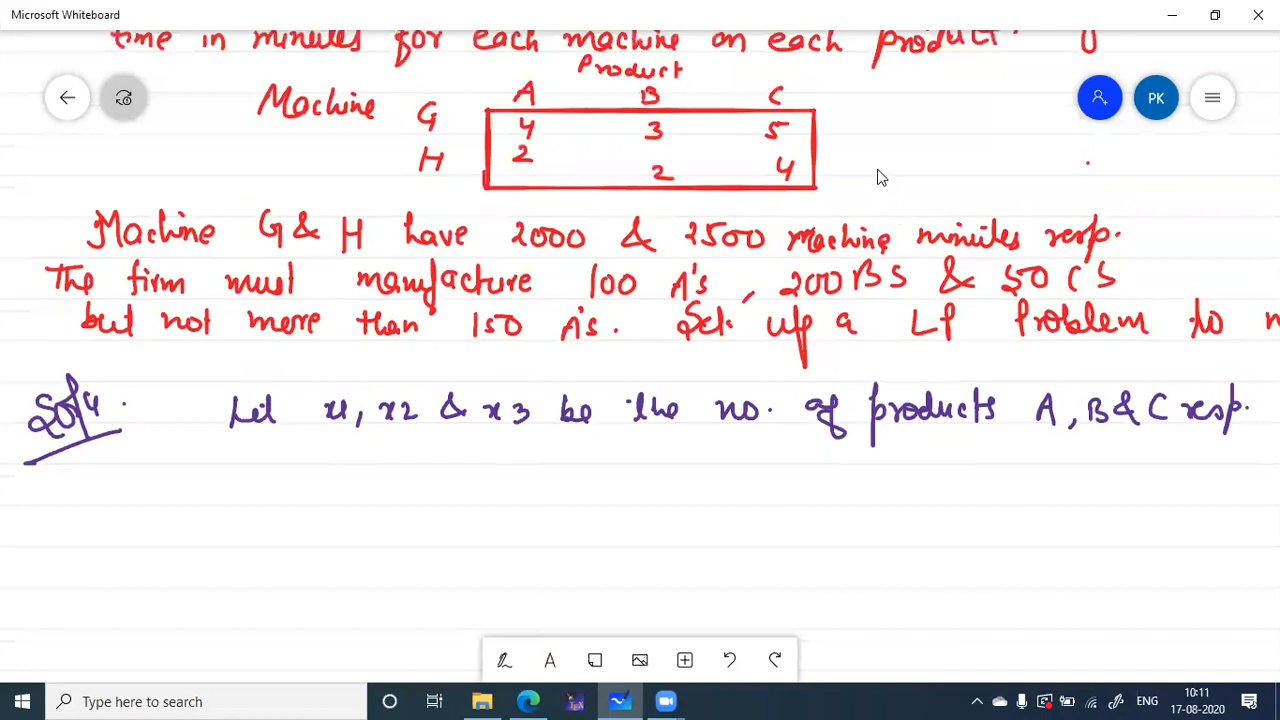 Microsoft Whiteboard
time in minutes for each machine on each product.
Product
Machine A B C
G 4 3 5
H 2 2 4
PK
Machine G & H have 2000 & 2500 Machine minutes resp.
The firm must manufacture 100 A's, 200 BS & 50 C'S
but not more than 150 A's. Set up a LP Problem to
Soln. Let x1, x2 & x3 be the no. of products A, B & C resp.
A
Type here to search
ENG
10:11
17-08-2020